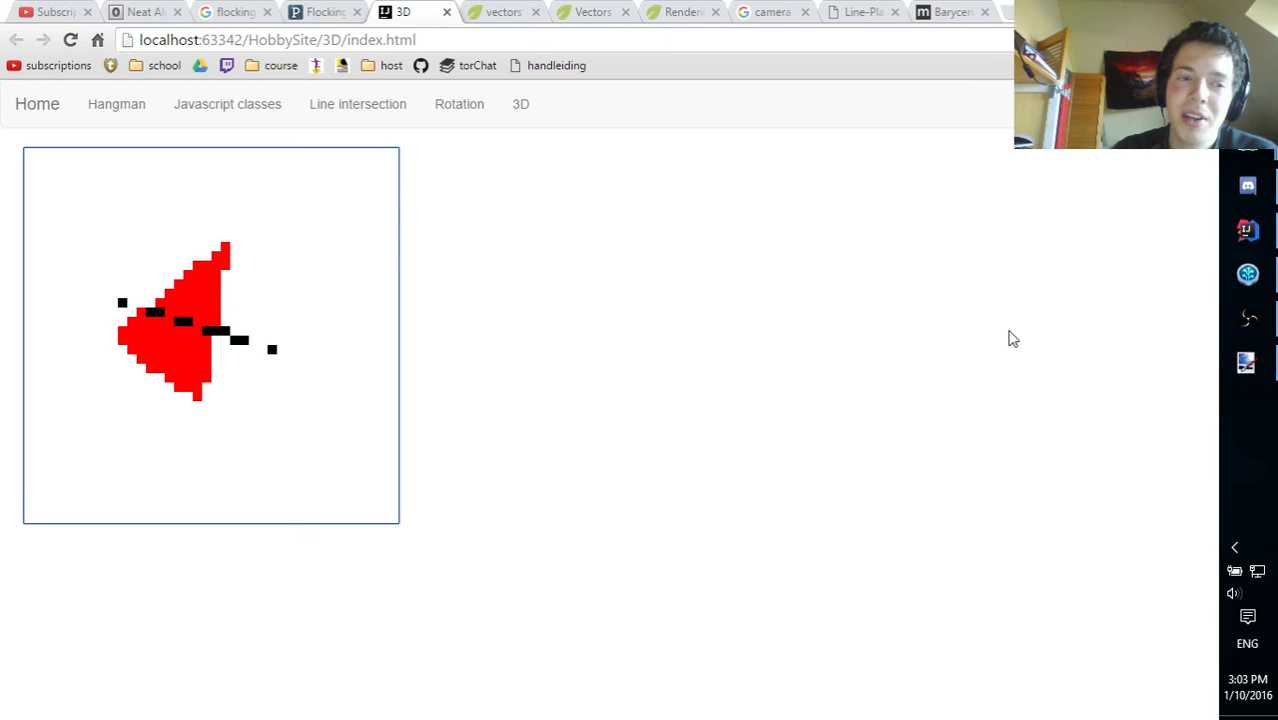 Subscrip Neat Al flocking Flocking 3D vectors Vectors Renderi camera Line-Pla Barycen
localhost:63342/HobbySite/3D/index.html
subscriptions school course host torChat handleiding
Home Hangman Javascript classes Line intersection Rotation 3D
ENG
3:03 PM
1/10/2016